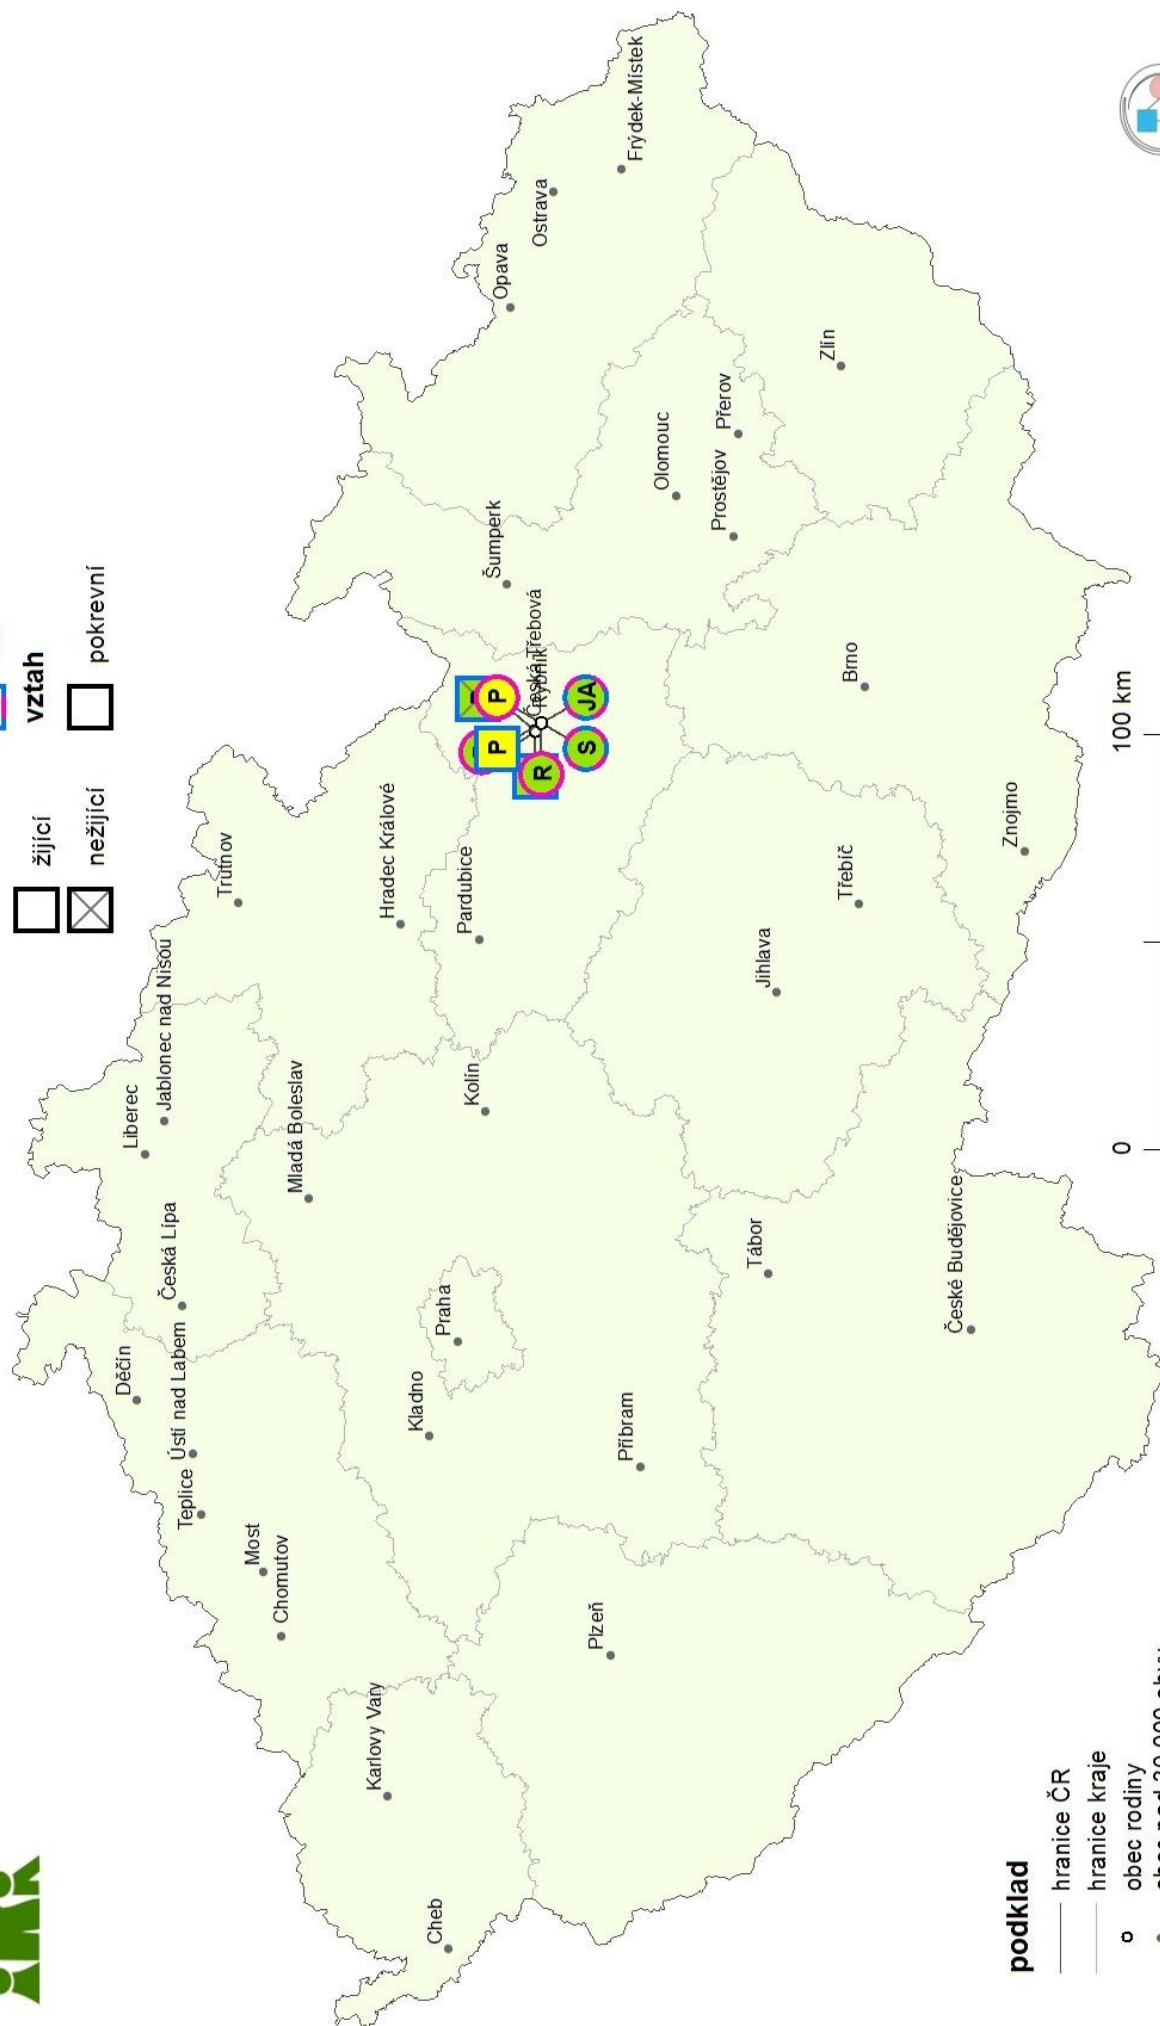 žijící
nežijící
vztah
pokrevní
Děčín
Liberec
Jablonec nad Nisou
Česká Lípa
Ústí nad Labem
Teplice
Trutnov
Most
Chomutov
Mladá Boleslav
Karlovy Vary
Hradec Králové
Kladno
Praha
Cheb
Kolín
Pardubice
P
P
R
S
JA
Česká Třebová
Šumperk
Opava
Ostrava
Frýdek-Místek
Plzeň
Příbram
Olomouc
Prostějov
Přerov
Tábor
Jihlava
Třebíč
Brno
Zlín
České Budějovice
Znojmo
podklad
hranice ČR
hranice kraje
obec rodiny
0
100 km